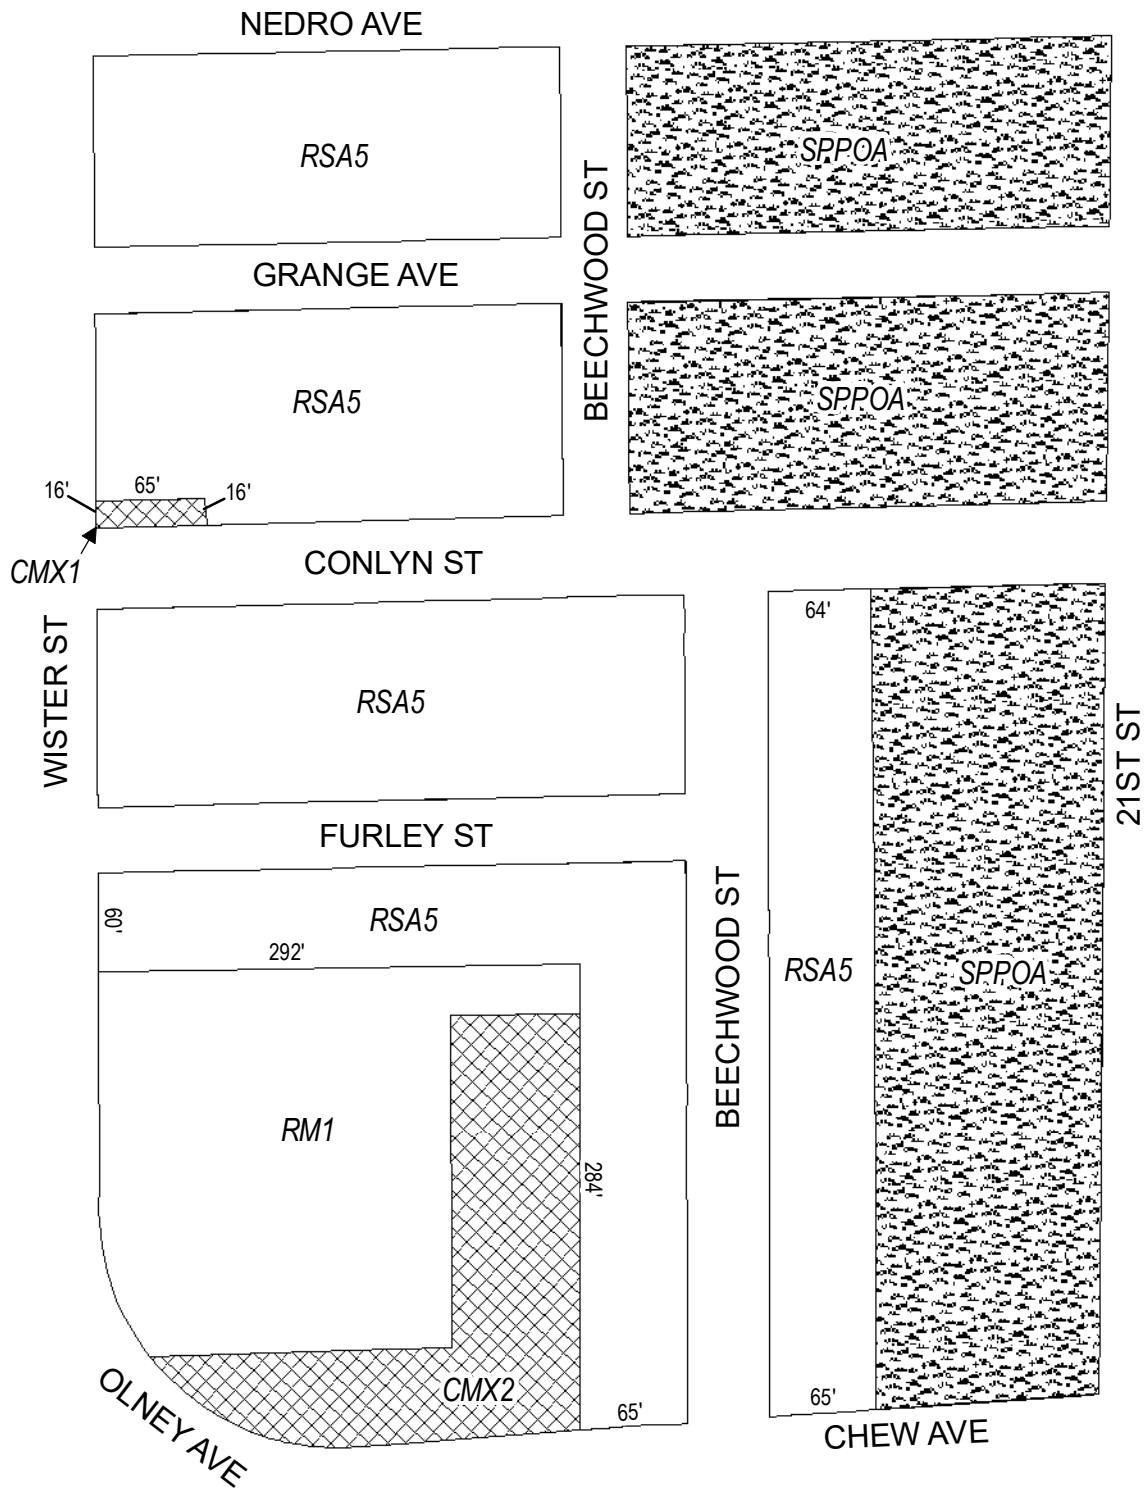 NEDRO AVE
RSA5
SPPOA
BEECHWOOD ST
GRANGE AVE
RSA5
SPPOA
16'
65'
16'
CMX1
CONLYN ST
WISTER ST
RSA5
64'
21ST ST
FURLEY ST
60'
RSA5
292'
BEECHWOOD ST
RSA5
SPPOA
RM1
284'
CMX2
65'
65'
OLNEY AVE
CHEW AVE